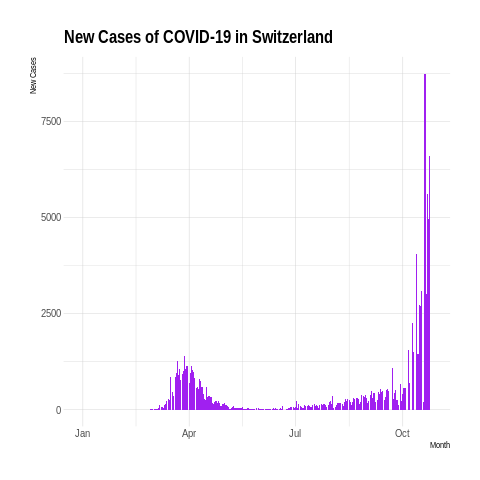 New Cases of COVID-19 in Switzerland
New Cases
7500
5000
2500
0
Jan Apr Jul Oct
Month